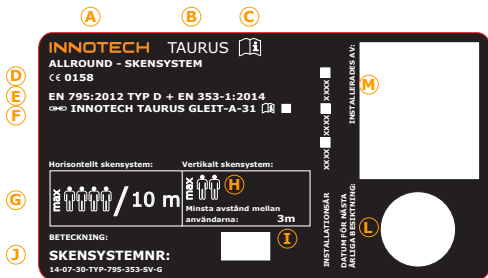 A
B
C
INNOTECH TAURUS
ALLROUND - SKENSYSTEM
D
CE 0158
E
EN 795:2012 TYP D + EN 353-1:2014
F
INNOTECH TAURUS GLEIT-A-31
Horisontellt skensystem:
Vertikalt skensystem:
G
max / 10 m
max
H
Minsta avstånd mellan
användarna: 3m
I
BETECKNING:
J
SKENSYSTEMNR:
14-07-30-TYP-795-353-SV-G
XXXX XXXX XXXX
INSTALLATIONSÅR
INSTALLERADES AV:
M
DATUM FÖR NÄSTA
ÅRLIGA BESIKTNING:
L